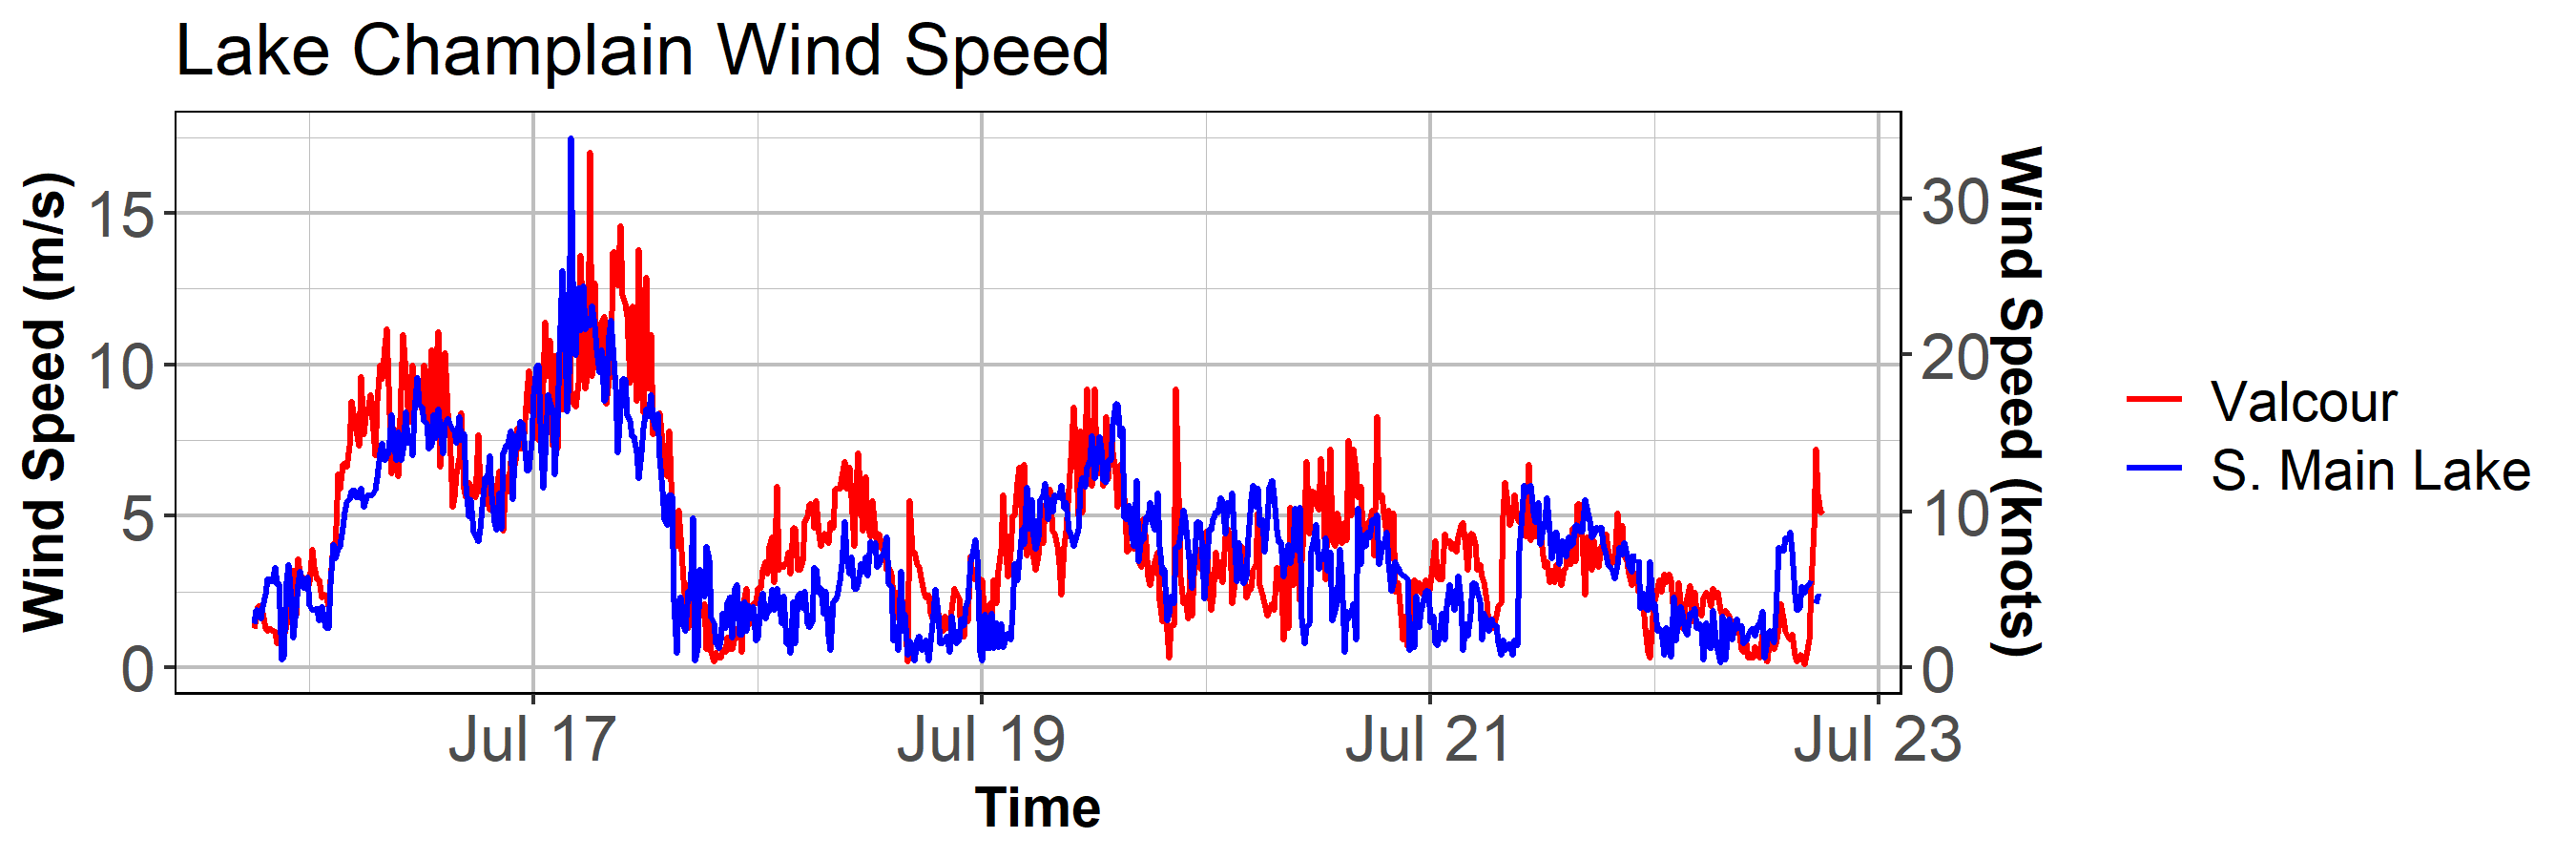 Lake Champlain Wind Speed
Wind Speed (m/s)
15
10
5
0
30
20
10
0
Wind Speed (knots)
Jul 17
Jul 19
Jul 21
Jul 23
Time
Valcour
S. Main Lake